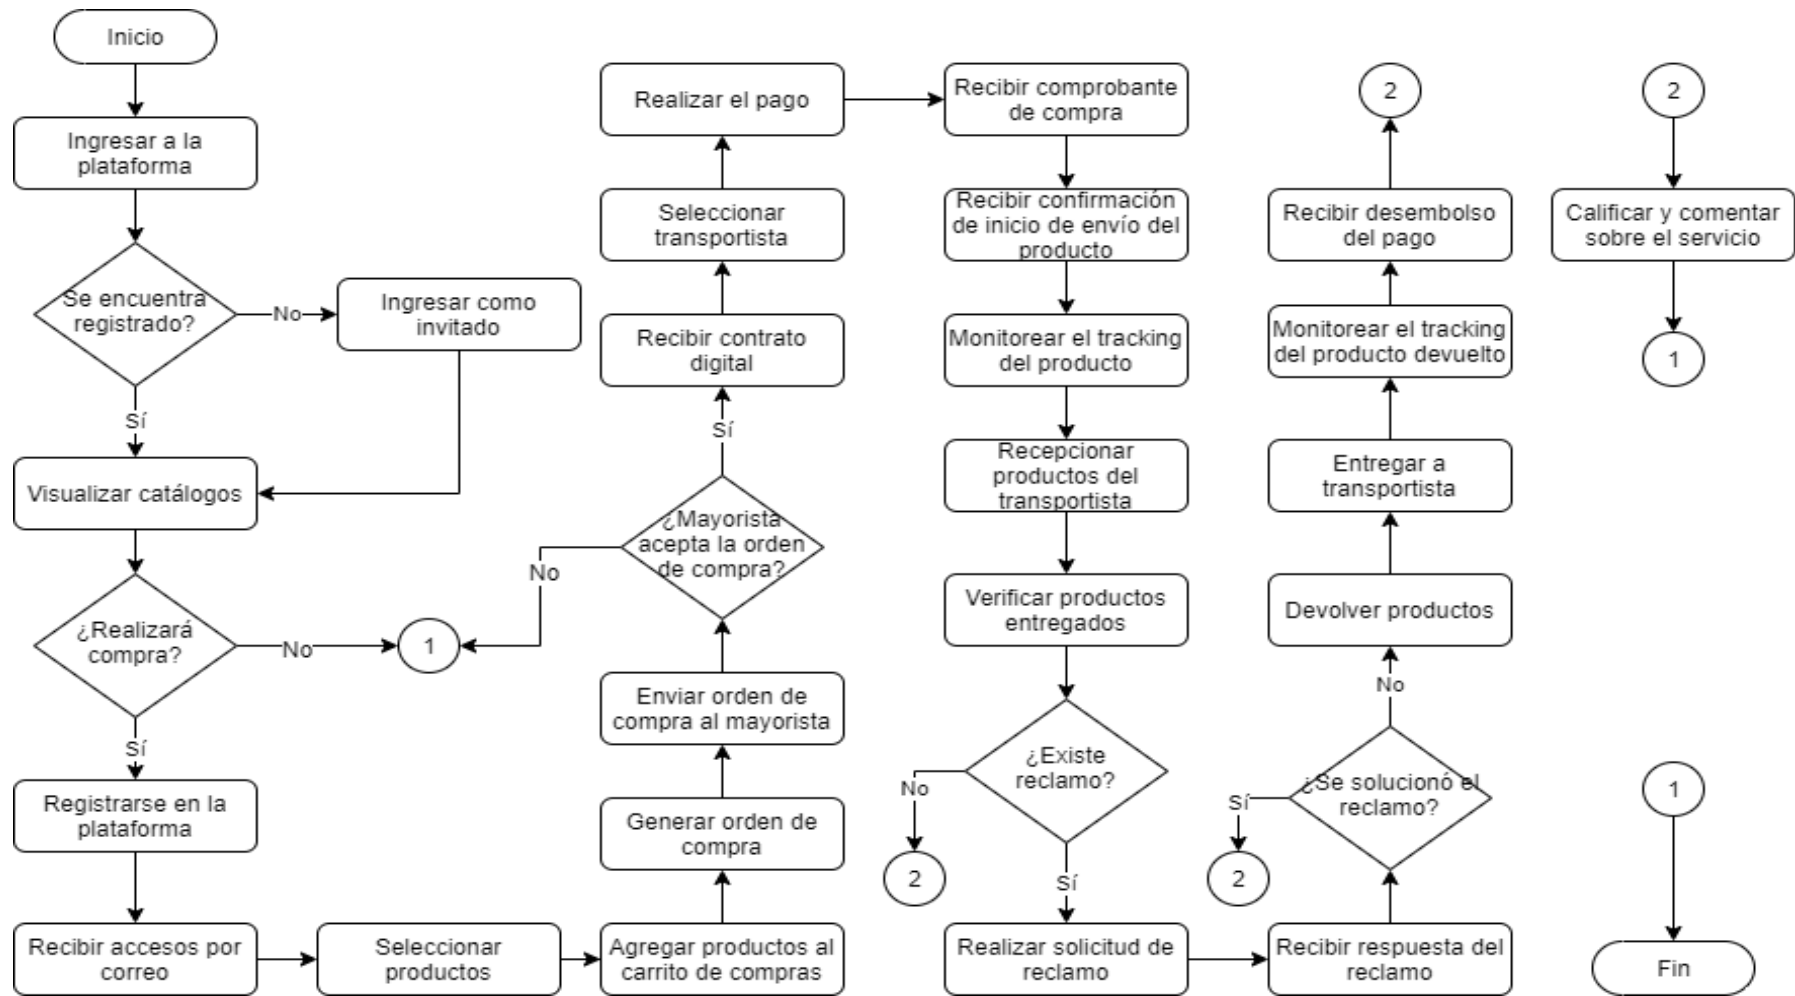 Inicio
Ingresar a la
plataforma
Se encuentra
registrado?
No
Ingresar como
invitado
Sí
Visualizar catálogos
¿Realizará
compra?
No
1
Sí
Registrarse en la
plataforma
Recibir accesos por
correo
Seleccionar
productos
Agregar productos al
carrito de compras
Generar orden de
compra
Enviar orden de
compra al mayorista
¿Mayorista
acepta la orden
de compra?
No
Sí
Recibir contrato
digital
Seleccionar
transportista
Realizar el pago
Recibir comprobante
de compra
Recibir confirmación
de inicio de envío del
producto
Monitorear el tracking
del producto
Recepcionar
productos del
transportista
Verificar productos
entregados
¿Existe
reclamo?
No
2
Sí
Realizar solicitud de
reclamo
Recibir respuesta del
reclamo
¿Se solucionó el
reclamo?
Sí
2
No
Devolver productos
Entregar a
transportista
Monitorear el tracking
del producto devuelto
Recibir desembolso
del pago
2
2
Calificar y comentar
sobre el servicio
1
1
Fin